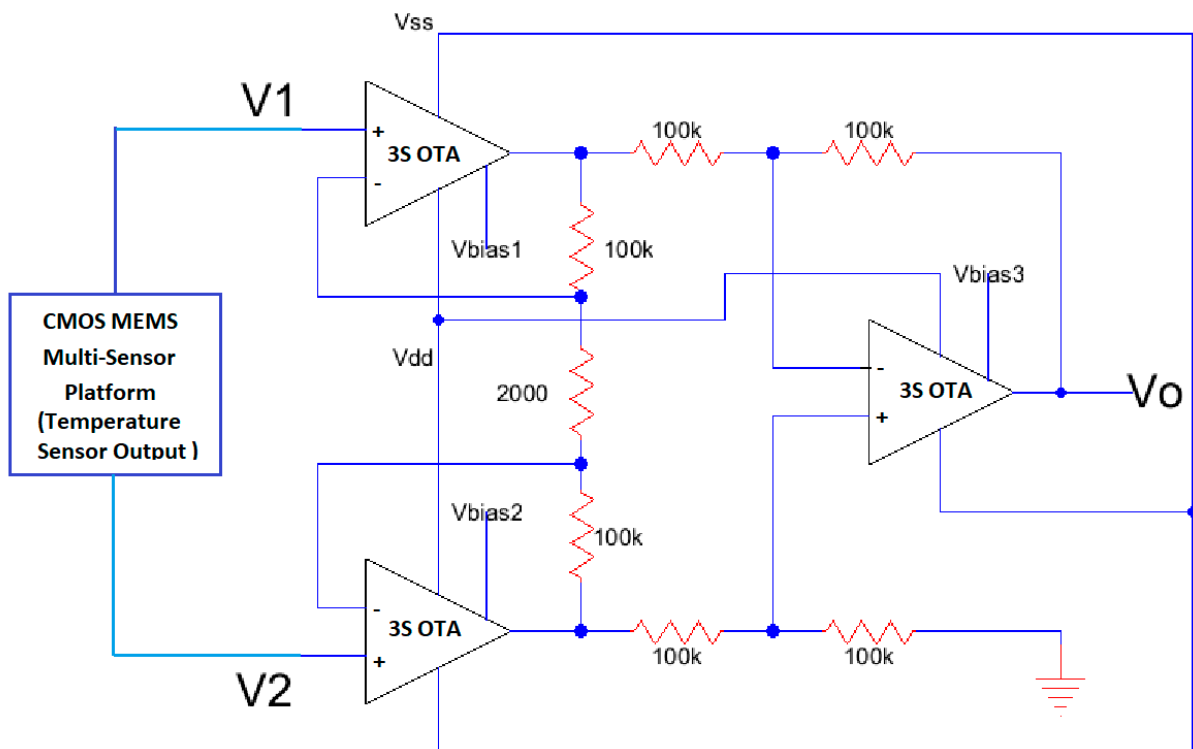 Vss
V1
+
3S OTA
-
100k
100k
Vbias1
100k
Vbias3
CMOS MEMS
Multi-Sensor
Platform
(Temperature
Sensor Output )
Vdd
2000
-
3S OTA
+
Vo
Vbias2
100k
-
3S OTA
+
V2
100k
100k